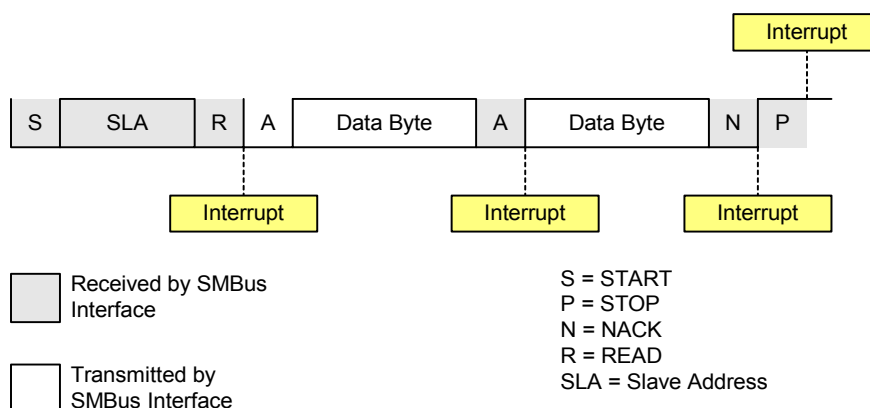 Interrupt
S SLA R A Data Byte A Data Byte N P
Interrupt Interrupt Interrupt
Received by SMBus
Interface
Transmitted by
SMBus Interface
S = START
P = STOP
N = NACK
R = READ
SLA = Slave Address